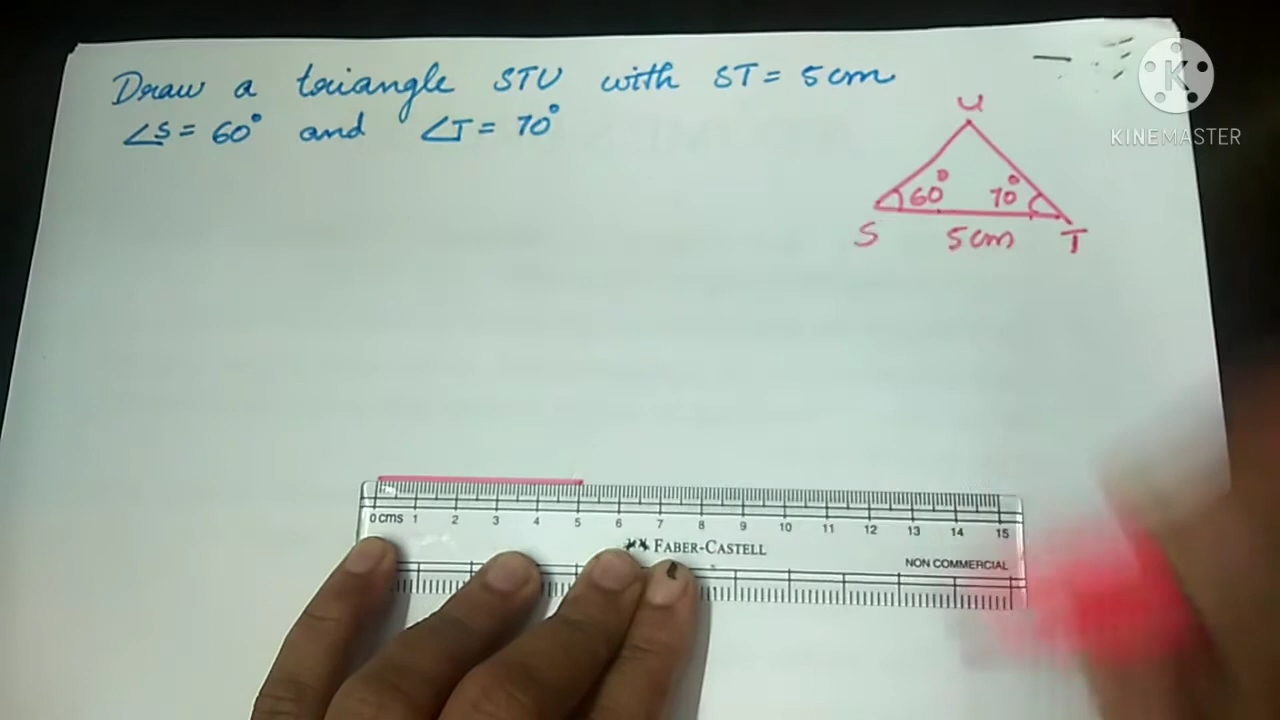 Draw a triangle STU with ST = 5cm
∠S = 60° and ∠T = 70°
U
60° 70°
S 5cm T
K
KINEMASTER
0 cms 1 2 3 4 5 6 7 8 9 10 11 12 13 14 15
FABER-CASTELL
NON COMMERCIAL